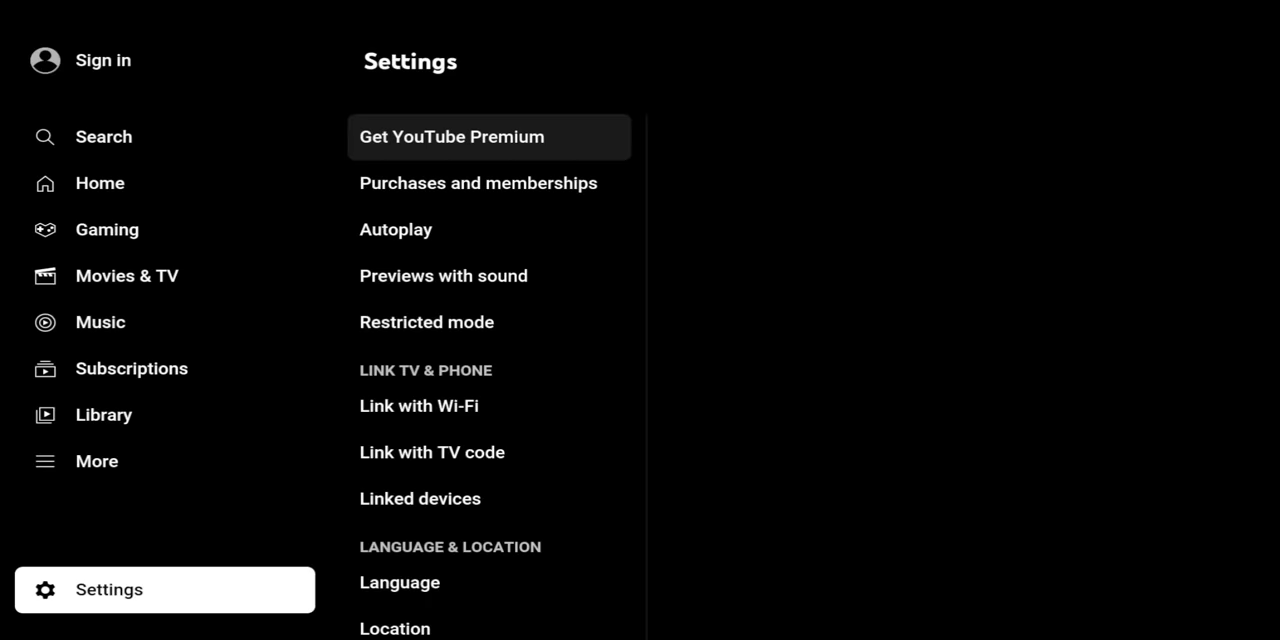 Sign in
Search
Home
Gaming
Movies & TV
Music
Subscriptions
Library
More
Settings
Settings
Get YouTube Premium
Purchases and memberships
Autoplay
Previews with sound
Restricted mode
LINK TV & PHONE
Link with Wi-Fi
Link with TV code
Linked devices
LANGUAGE & LOCATION
Language
Location